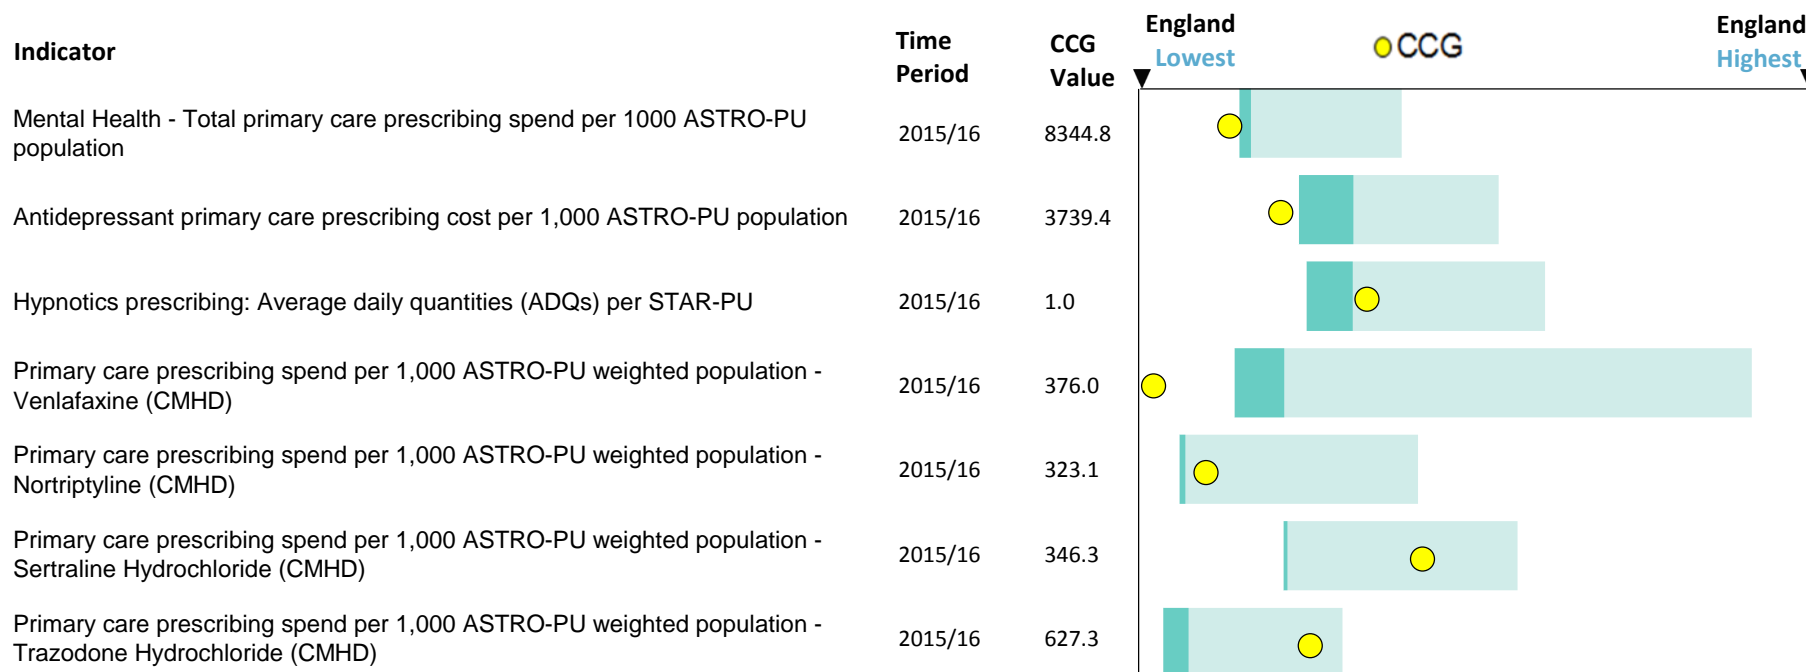 Indicator
Time Period
CCG Value
England Lowest
CCG
England Highest
Mental Health - Total primary care prescribing spend per 1000 ASTRO-PU
population
2015/16
8344.8
Antidepressant primary care prescribing cost per 1,000 ASTRO-PU population
2015/16
3739.4
Hypnotics prescribing: Average daily quantities (ADQs) per STAR-PU
2015/16
1.0
Primary care prescribing spend per 1,000 ASTRO-PU weighted population -
Venlafaxine (CMHD)
2015/16
376.0
Primary care prescribing spend per 1,000 ASTRO-PU weighted population -
Nortriptyline (CMHD)
2015/16
323.1
Primary care prescribing spend per 1,000 ASTRO-PU weighted population -
Sertraline Hydrochloride (CMHD)
2015/16
346.3
Primary care prescribing spend per 1,000 ASTRO-PU weighted population -
Trazodone Hydrochloride (CMHD)
2015/16
627.3